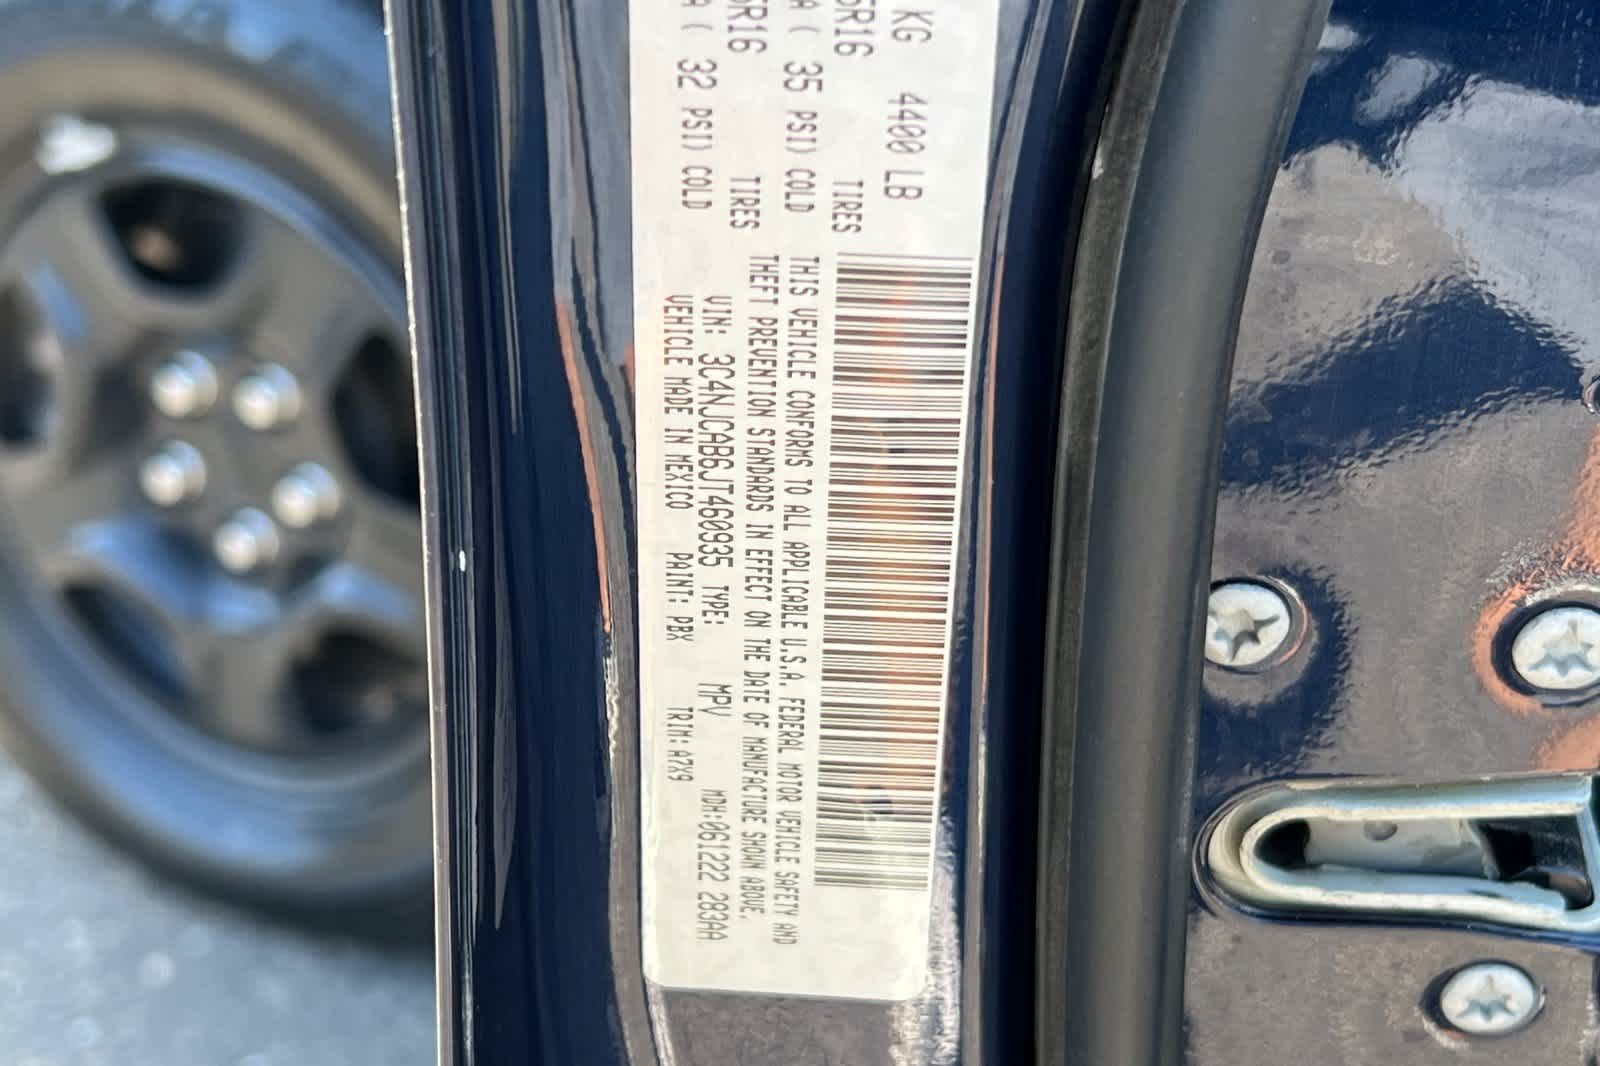 KG 4400 LB
5R16 TIRES
A ( 35 PSI) COLD
5R16 TIRES
A ( 32 PSI) COLD
THIS VEHICLE CONFORMS TO ALL APPLICABLE U.S.A. FEDERAL MOTOR VEHICLE SAFETY AND
THEFT PREVENTION STANDARDS IN EFFECT ON THE DATE OF MANUFACTURE SHOWN ABOVE.
VIN: 3C4NJCAB6JT460935 TYPE: MPV MDH:061222 283AA
VEHICLE MADE IN MEXICO PAINT: PBX TRIM: A7X9